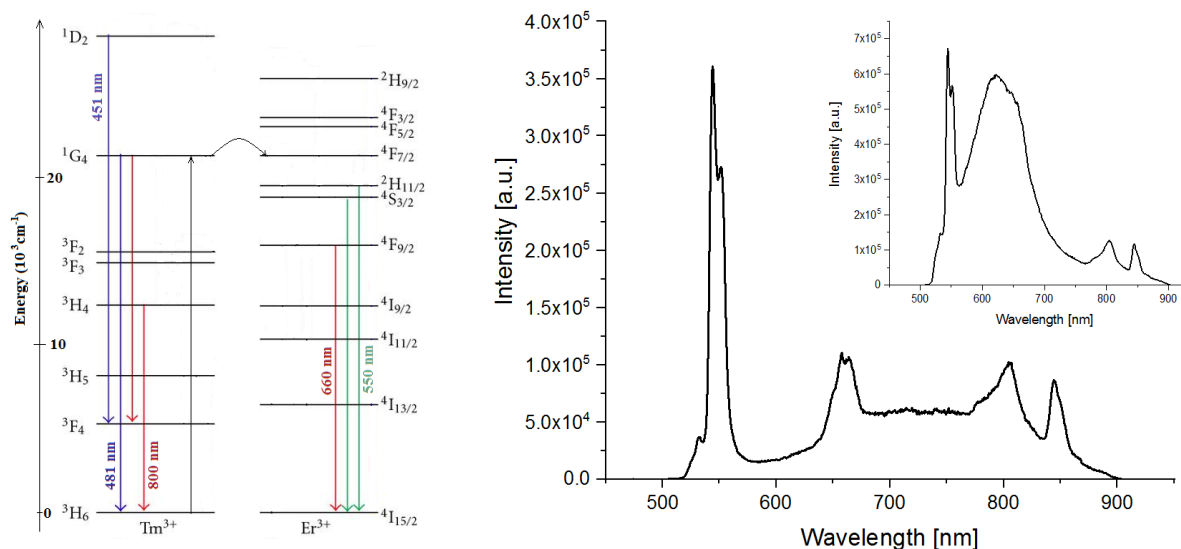 Energy (10³cm⁻¹)
20
10
0
¹D₂
¹G₄
³F₂
³F₃
³H₄
³H₅
³F₄
³H₆
451 nm
481 nm
800 nm
Tm³⁺
²H₉/₂
⁴F₃/₂
⁴F₅/₂
⁴F₇/₂
²H₁₁/₂
⁴S₃/₂
⁴F₉/₂
⁴I₉/₂
⁴I₁₁/₂
⁴I₁₃/₂
⁴I₁₅/₂
660 nm
550 nm
Er³⁺
Intensity [a.u.]
4.0x10⁵
3.5x10⁵
3.0x10⁵
2.5x10⁵
2.0x10⁵
1.5x10⁵
1.0x10⁵
5.0x10⁴
0.0
500 600 700 800 900
Wavelength [nm]
Intensity [a.u.]
7x10⁵
6x10⁵
5x10⁵
4x10⁵
3x10⁵
2x10⁵
1x10⁵
0
500 600 700 800 900
Wavelength [nm]